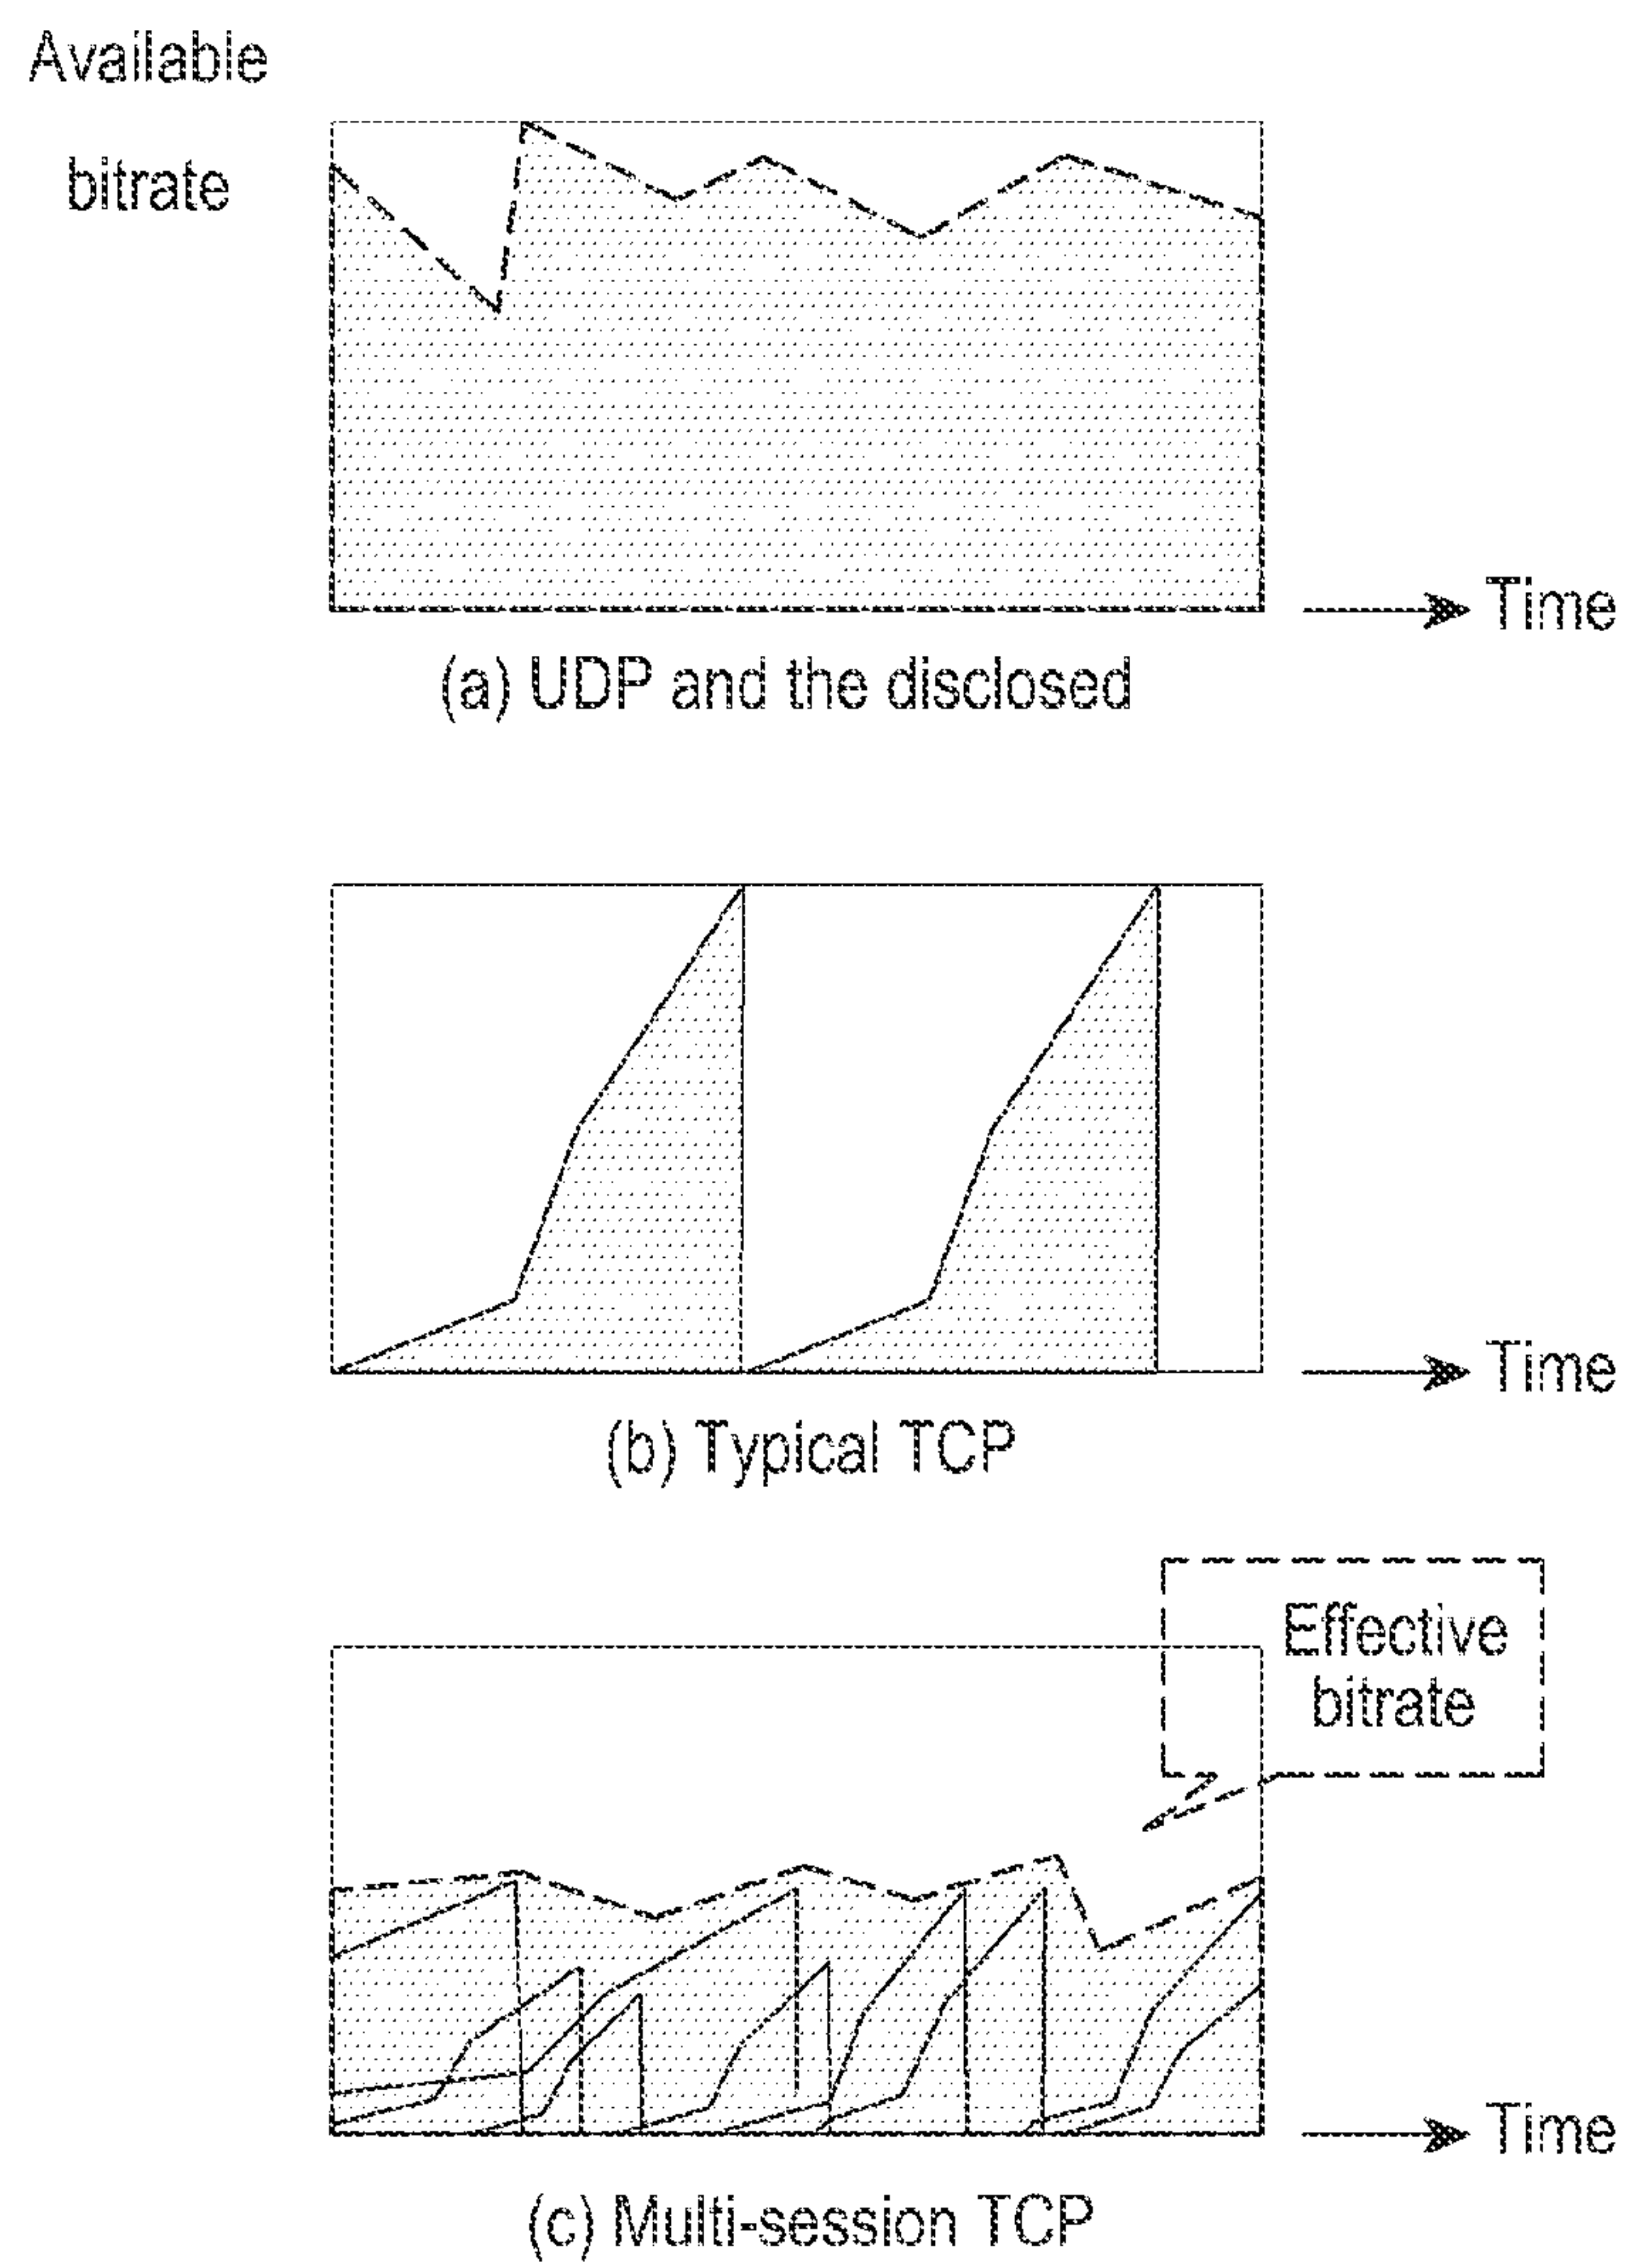 Available
bitrate
Time
(a) UDP and the disclosed
Time
(b) Typical TCP
Effective
bitrate
Time
(c) Multi-session TCP